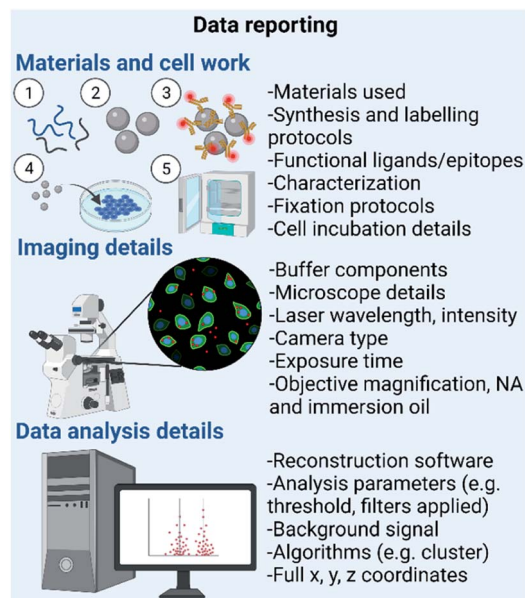 Data reporting
Materials and cell work
1
2
3
4
5
-Materials used
-Synthesis and labelling
protocols
-Functional ligands/epitopes
-Characterization
-Fixation protocols
-Cell incubation details
Imaging details
-Buffer components
-Microscope details
-Laser wavelength, intensity
-Camera type
-Exposure time
-Objective magnification, NA
and immersion oil
Data analysis details
-Reconstruction software
-Analysis parameters (e.g.
threshold, filters applied)
-Background signal
-Algorithms (e.g. cluster)
-Full x, y, z coordinates